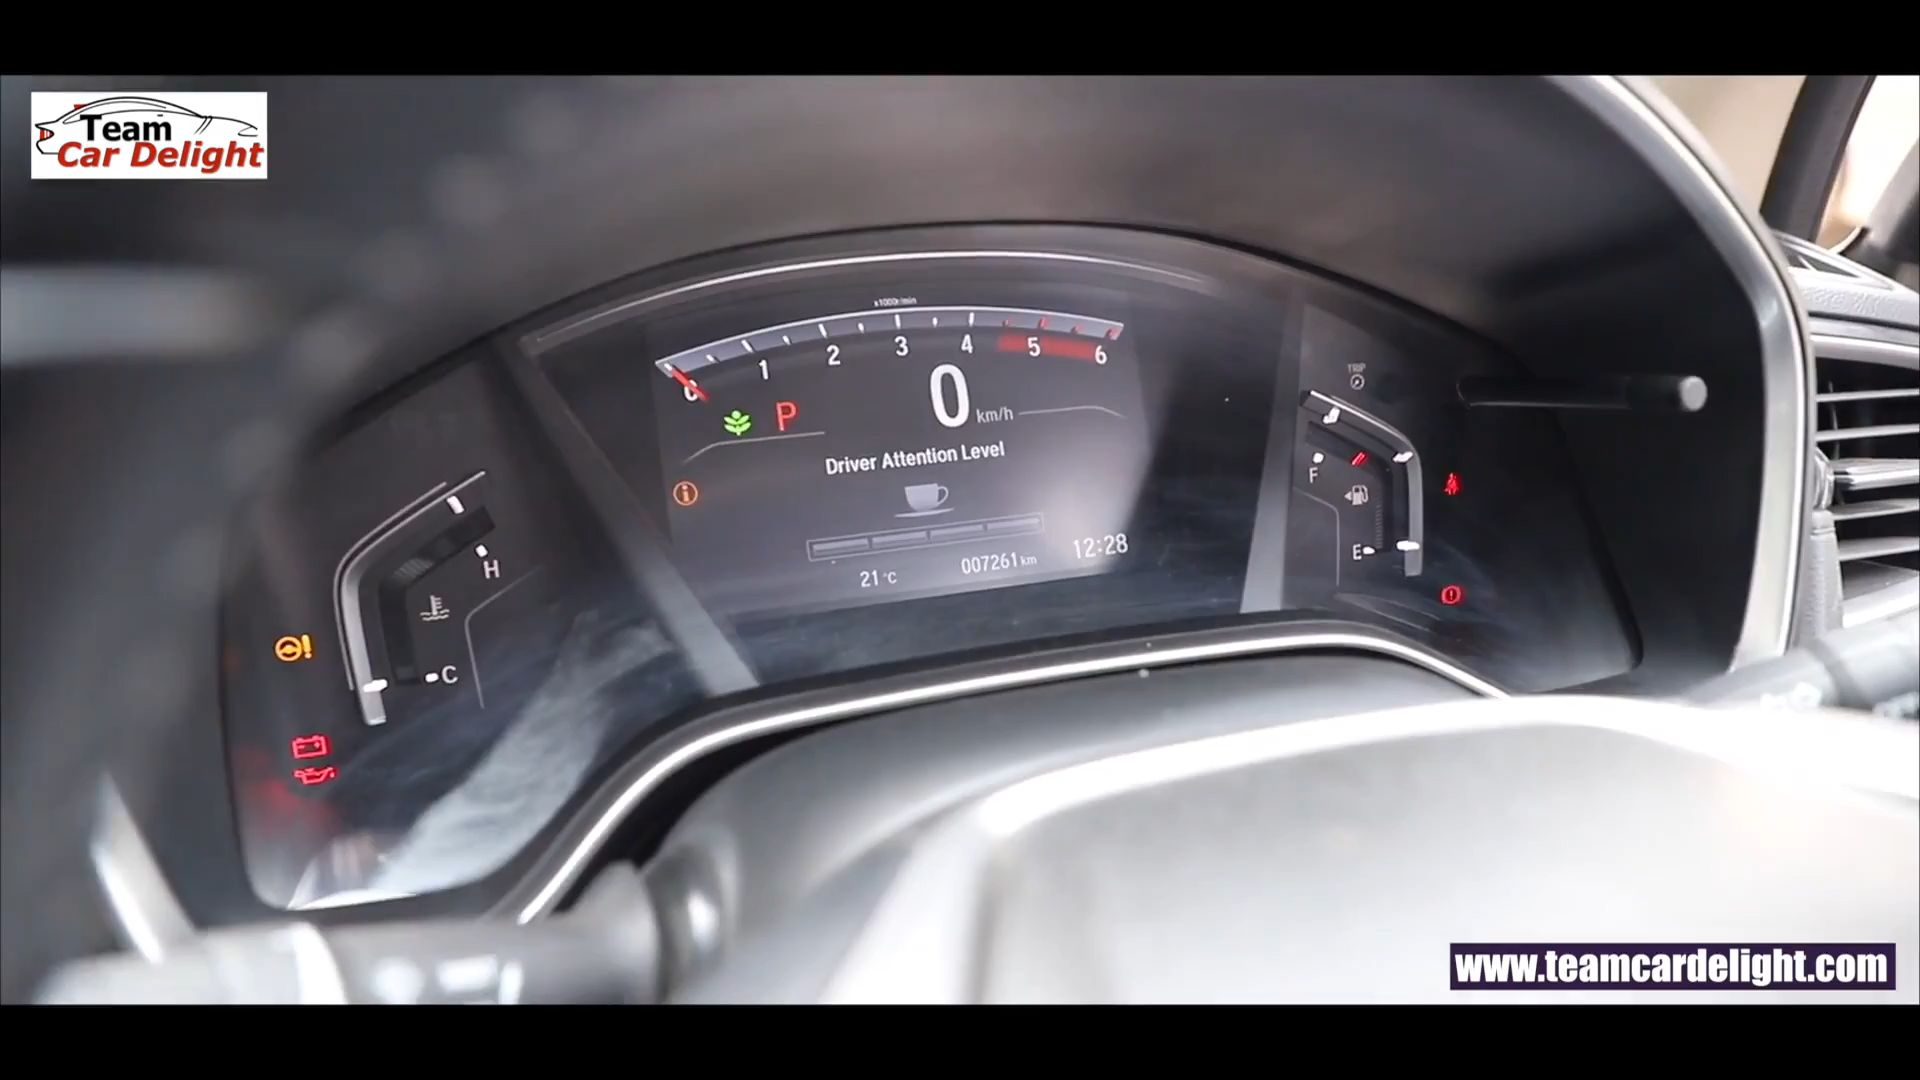 Team
Car Delight
x1000r/min
0 1 2 3 4 5 6
P
0 km/h
TRIP
Driver Attention Level
F
H
E
12:28
21°C
007261 km
C
www.teamcardelight.com